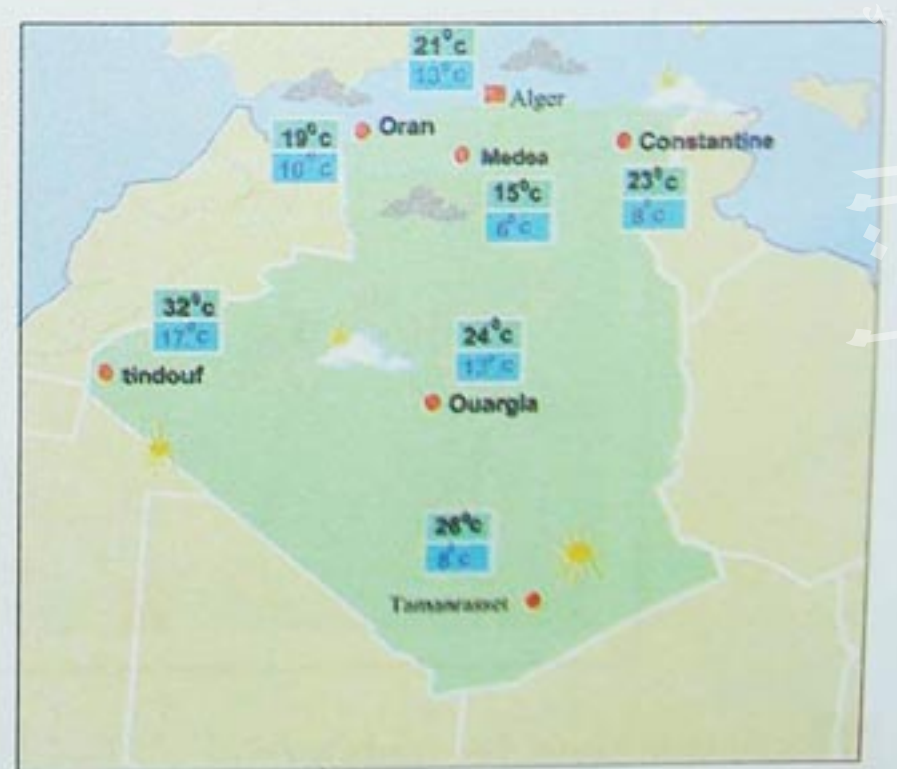 21°c
13°c
Alger
Oran
19°c
10°c
Medea
Constantine
15°c
6°c
23°c
8°c
32°c
17°c
tindouf
24°c
Ouargla
26°c
8°c
Tamanrasset